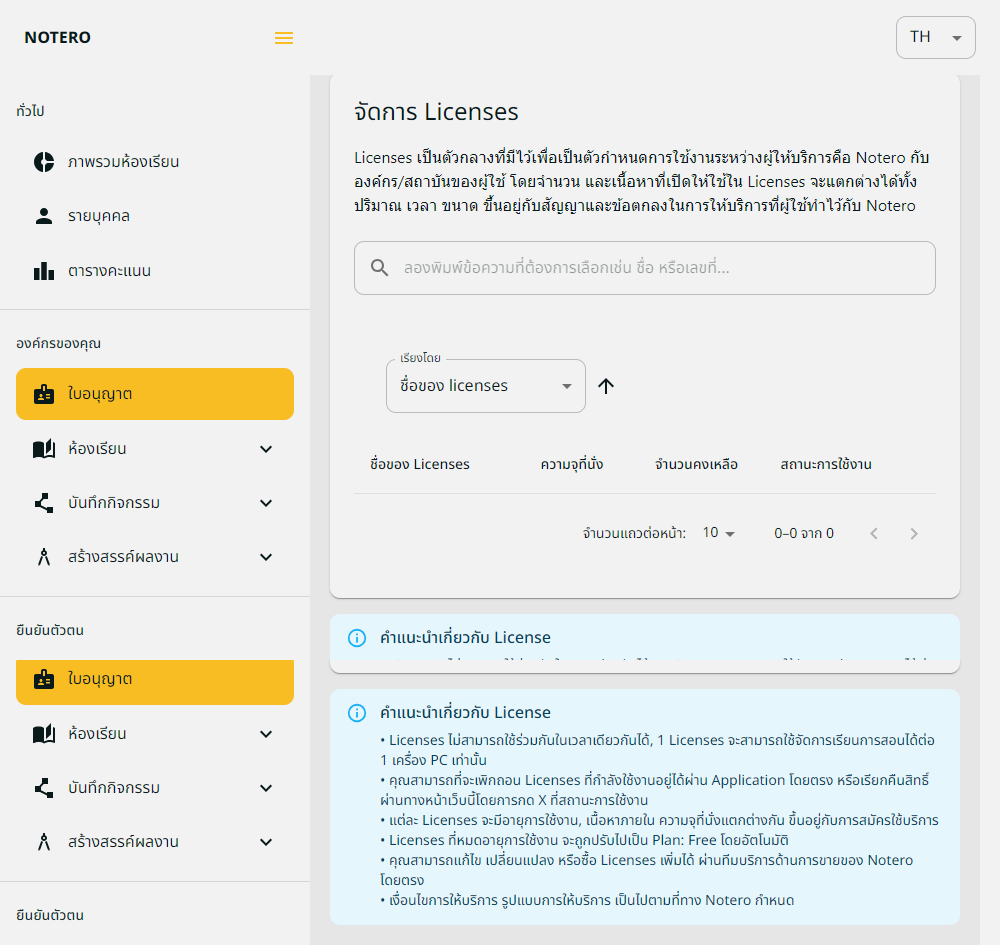 NOTERO
TH
ทั่วไป
ภาพรวมห้องเรียน
รายบุคคล
ตารางคะแนน
องค์กรของคุณ
ใบอนุญาต
ห้องเรียน
บันทึกกิจกรรม
สร้างสรรค์ผลงาน
ยืนยันตัวตน
ใบอนุญาต
ห้องเรียน
บันทึกกิจกรรม
สร้างสรรค์ผลงาน
ยืนยันตัวตน
จัดการ Licenses
Licenses เป็นตัวกลางที่มีไว้เพื่อเป็นตัวกำหนดการใช้งานระหว่างผู้ให้บริการคือ Notero กับ
องค์กร/สถาบันของผู้ใช้ โดยจำนวน และเนื้อหาที่เปิดให้ใช้ใน Licenses จะแตกต่างได้ทั้ง
ปริมาณ เวลา ขนาด ขึ้นอยู่กับสัญญาและข้อตกลงในการให้บริการที่ผู้ใช้ทำไว้กับ Notero
ลองพิมพ์ข้อความที่ต้องการเลือกเช่น ชื่อ หรือเลขที่...
เรียงโดย
ชื่อของ licenses
ชื่อของ Licenses ความจุที่นั่ง จำนวนคงเหลือ สถานะการใช้งาน
จำนวนแถวต่อหน้า: 10 0–0 จาก 0
คำแนะนำเกี่ยวกับ License
คำแนะนำเกี่ยวกับ License
• Licenses ไม่สามารถใช้ร่วมกันในเวลาเดียวกันได้, 1 Licenses จะสามารถใช้จัดการเรียนการสอนได้ต่อ
1 เครื่อง PC เท่านั้น
• คุณสามารถที่จะเพิกถอน Licenses ที่กำลังใช้งานอยู่ได้ผ่าน Application โดยตรง หรือเรียกคืนสิทธิ์
ผ่านทางหน้าเว็บนี้โดยการกด X ที่สถานะการใช้งาน
• แต่ละ Licenses จะมีอายุการใช้งาน, เนื้อหาภายใน ความจุที่นั่งแตกต่างกัน ขึ้นอยู่กับการสมัครใช้บริการ
• Licenses ที่หมดอายุการใช้งาน จะถูกปรับไปเป็น Plan: Free โดยอัตโนมัติ
• คุณสามารถแก้ไข เปลี่ยนแปลง หรือซื้อ Licenses เพิ่มได้ ผ่านทีมบริการด้านการขายของ Notero
โดยตรง
• เงื่อนไขการให้บริการ รูปแบบการให้บริการ เป็นไปตามที่ทาง Notero กำหนด